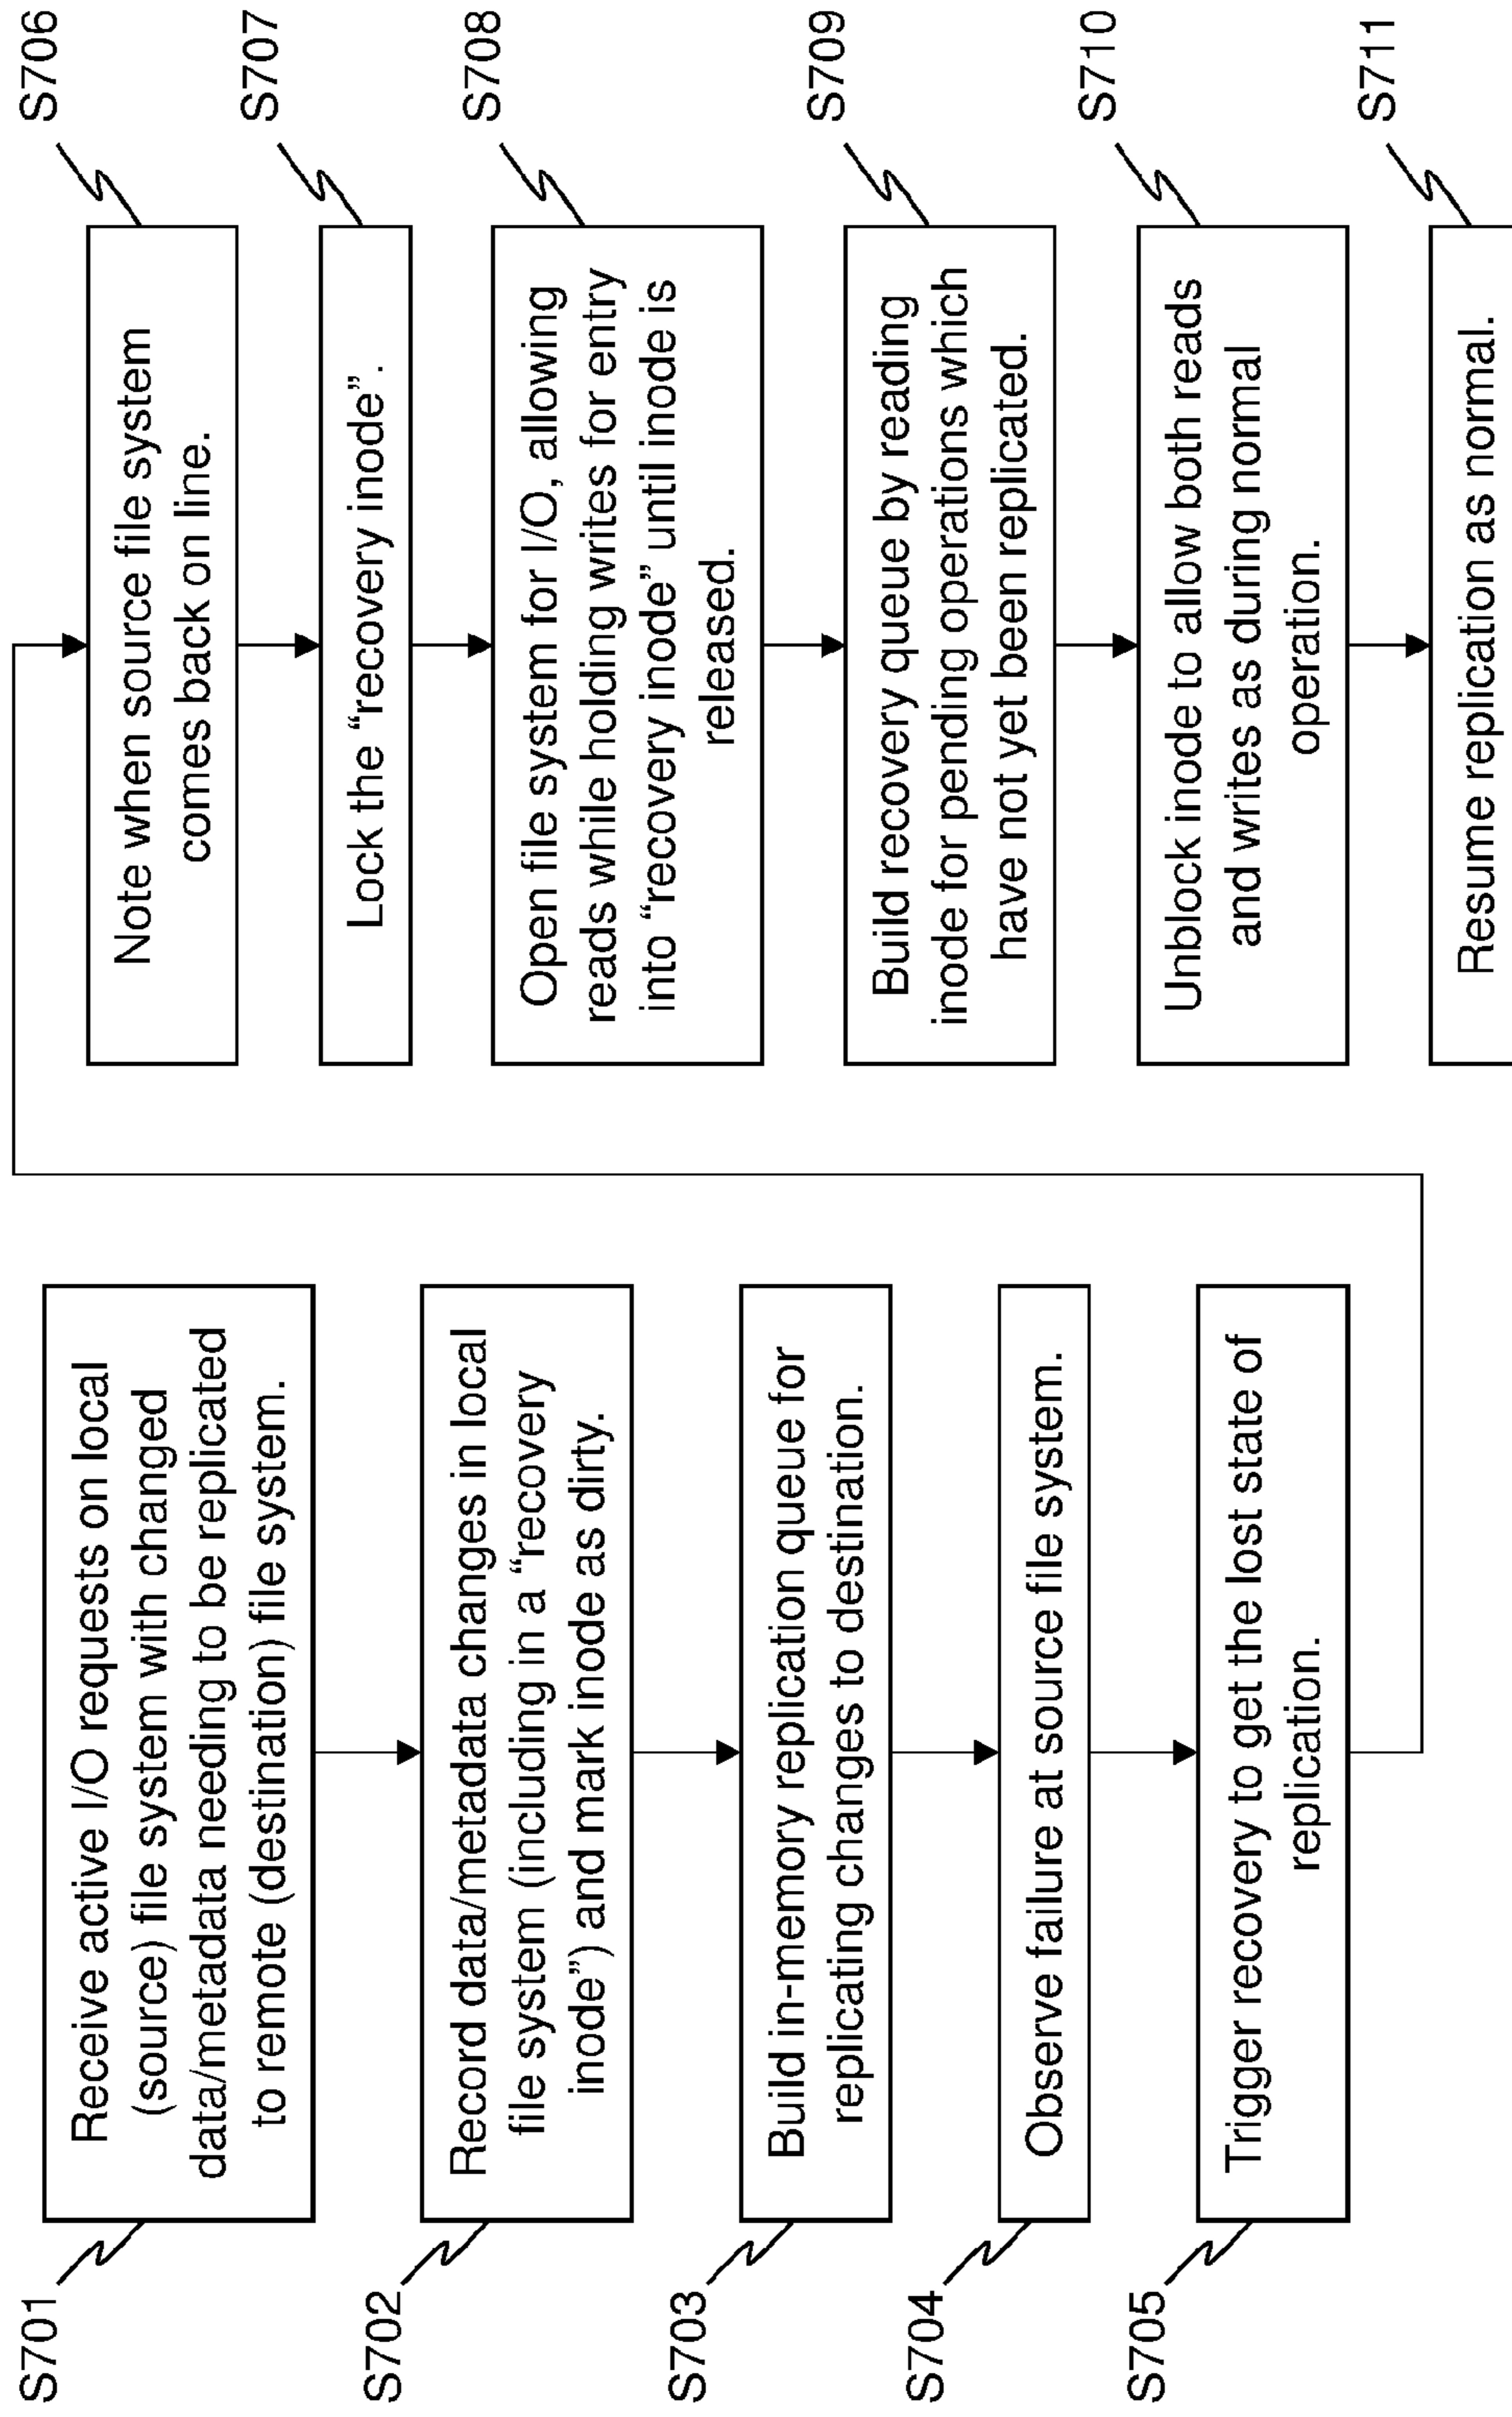 S701
Receive active I/O requests on local
(source) file system with changed
data/metadata needing to be replicated
to remote (destination) file system.
S702
Record data/metadata changes in local
file system (including in a “recovery
inode”) and mark inode as dirty.
S703
Build in-memory replication queue for
replicating changes to destination.
S704
Observe failure at source file system.
S705
Trigger recovery to get the lost state of
replication.
S706
Note when source file system
comes back on line.
S707
Lock the “recovery inode”.
S708
Open file system for I/O, allowing
reads while holding writes for entry
into “recovery inode” until inode is
released.
S709
Build recovery queue by reading
inode for pending operations which
have not yet been replicated.
S710
Unblock inode to allow both reads
and writes as during normal
operation.
S711
Resume replication as normal.